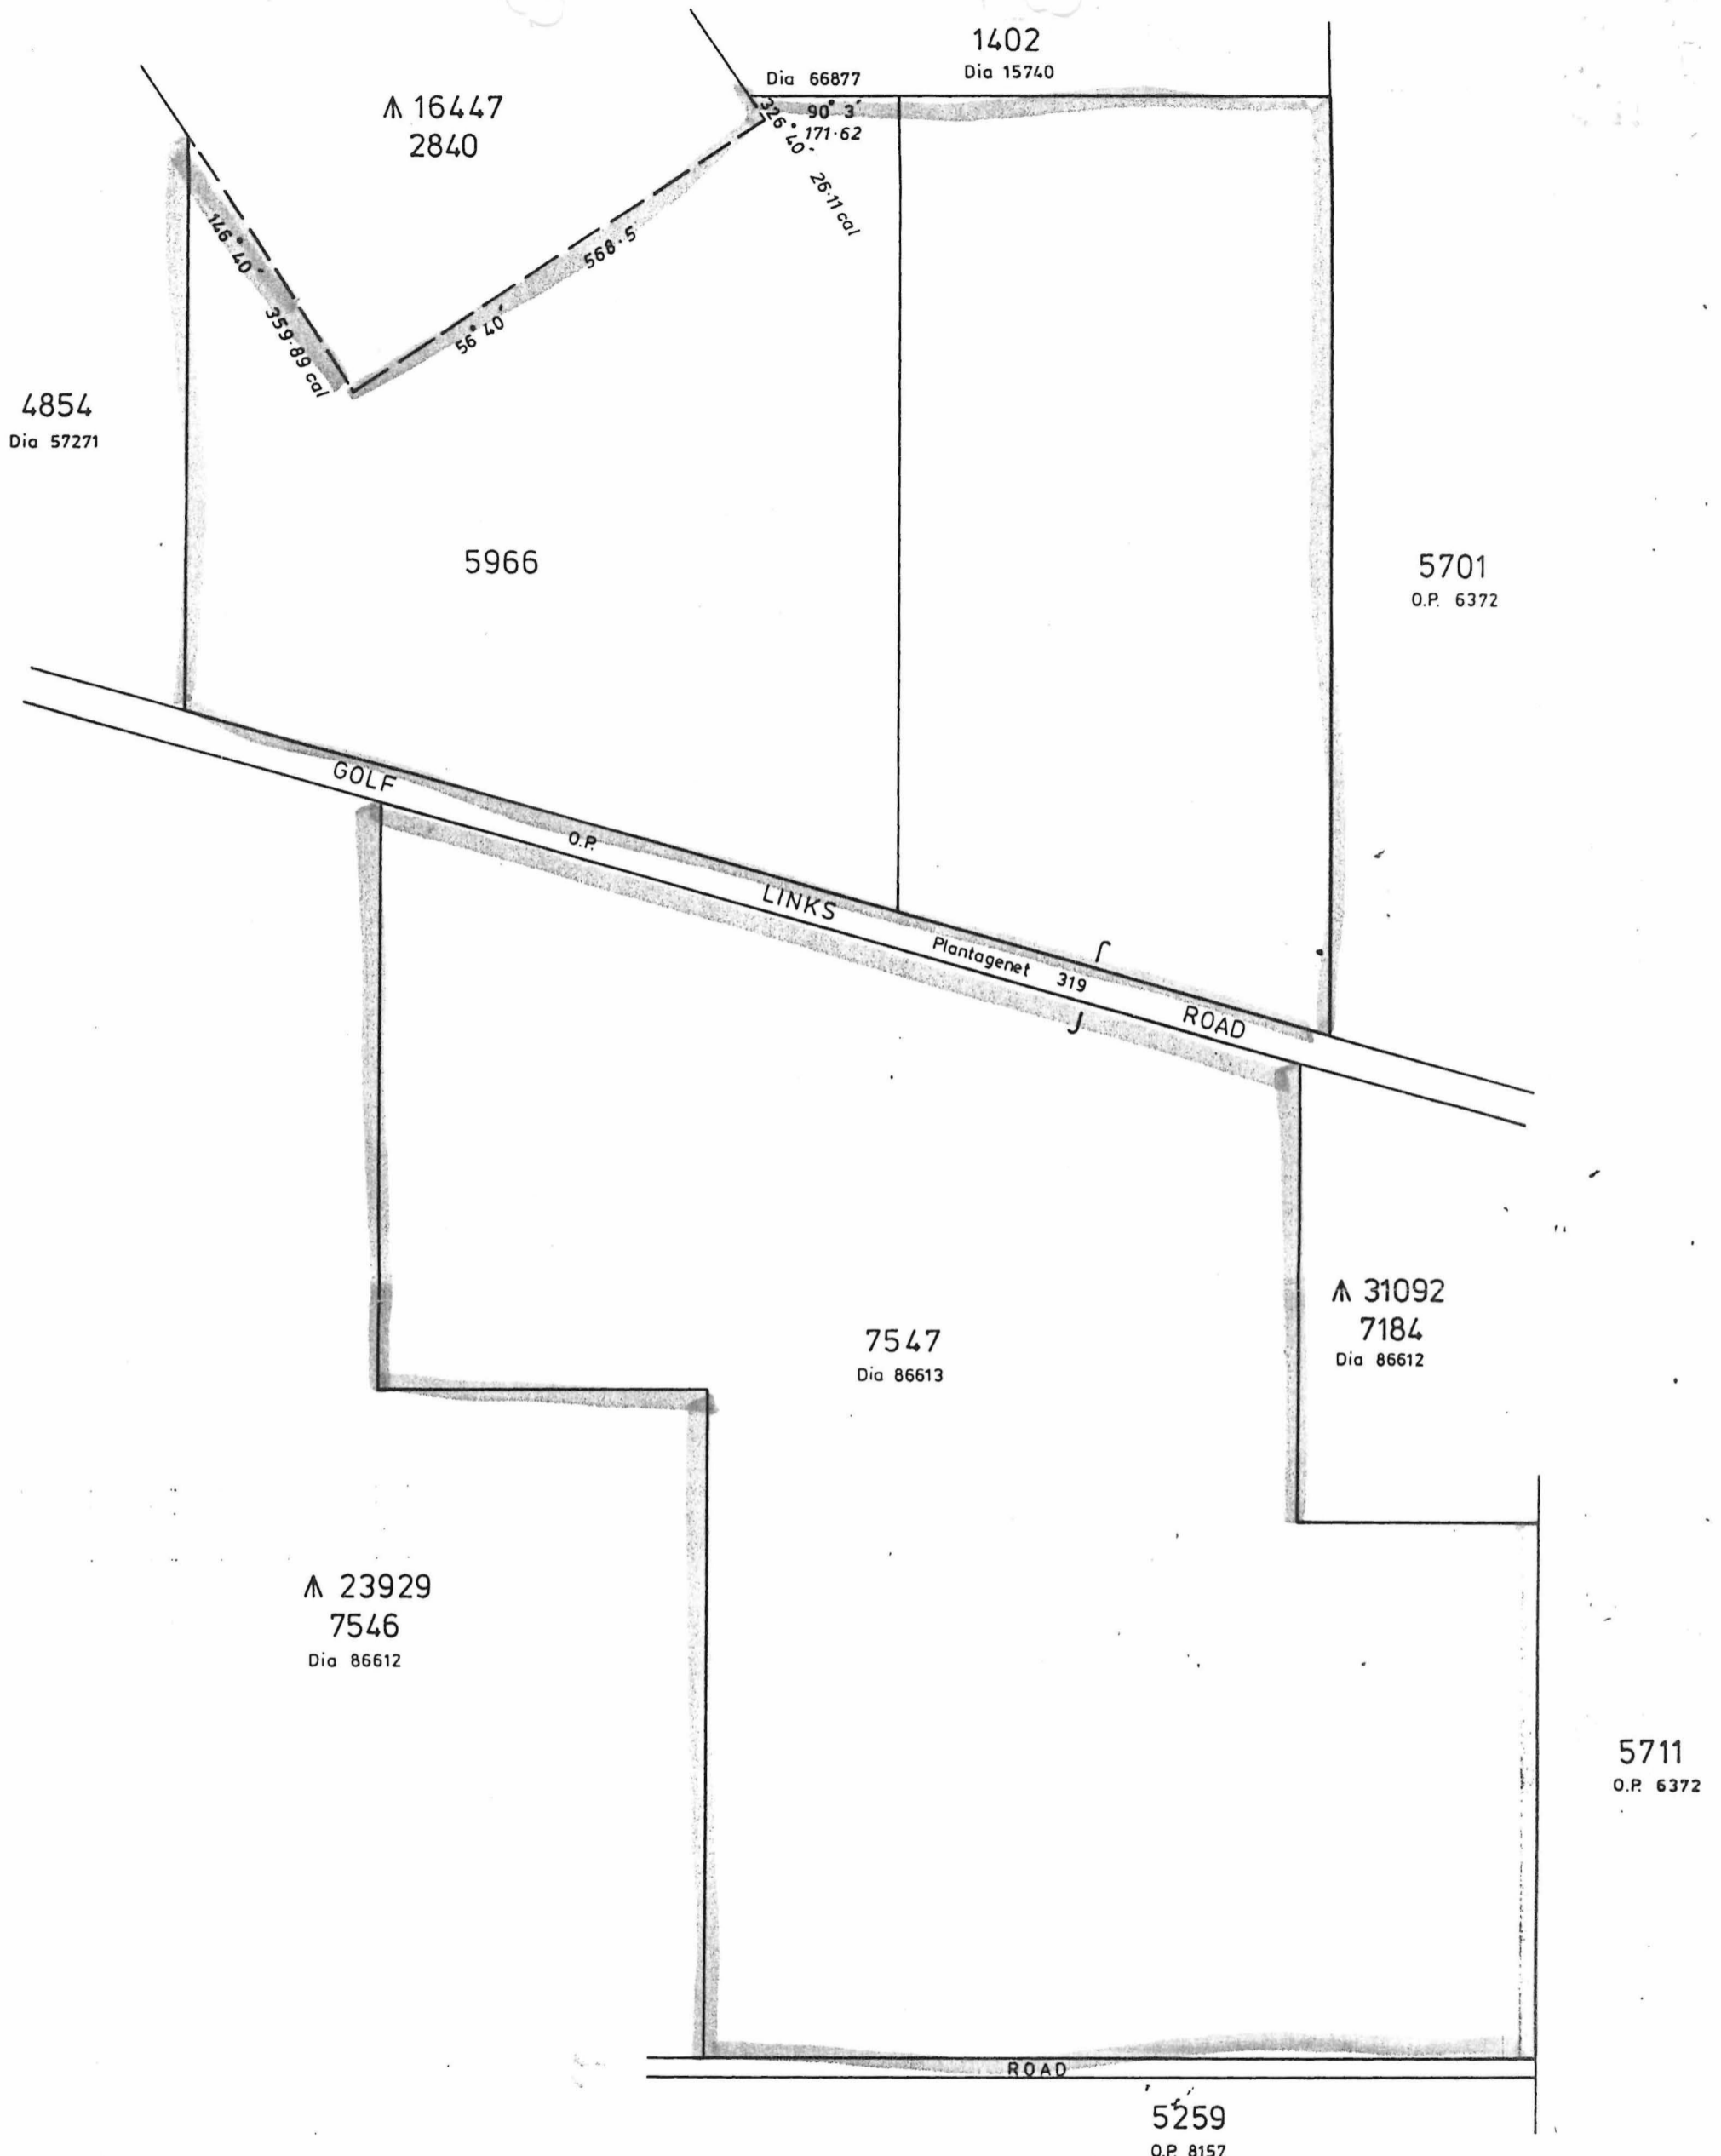 1402
Dia 15740
Dia 66877
90° 3′
171·62
326° 40′
26·11 cal
⩚ 16447
2840
146° 40′
359·89 cal
568·5
56° 40′
4854
Dia 57271
5966
5701
O.P. 6372
GOLF LINKS ROAD
O.P. Plantagenet 319
7547
Dia 86613
⩚ 31092
7184
Dia 86612
⩚ 23929
7546
Dia 86612
5711
O.P. 6372
ROAD
5259
O.P. 8157